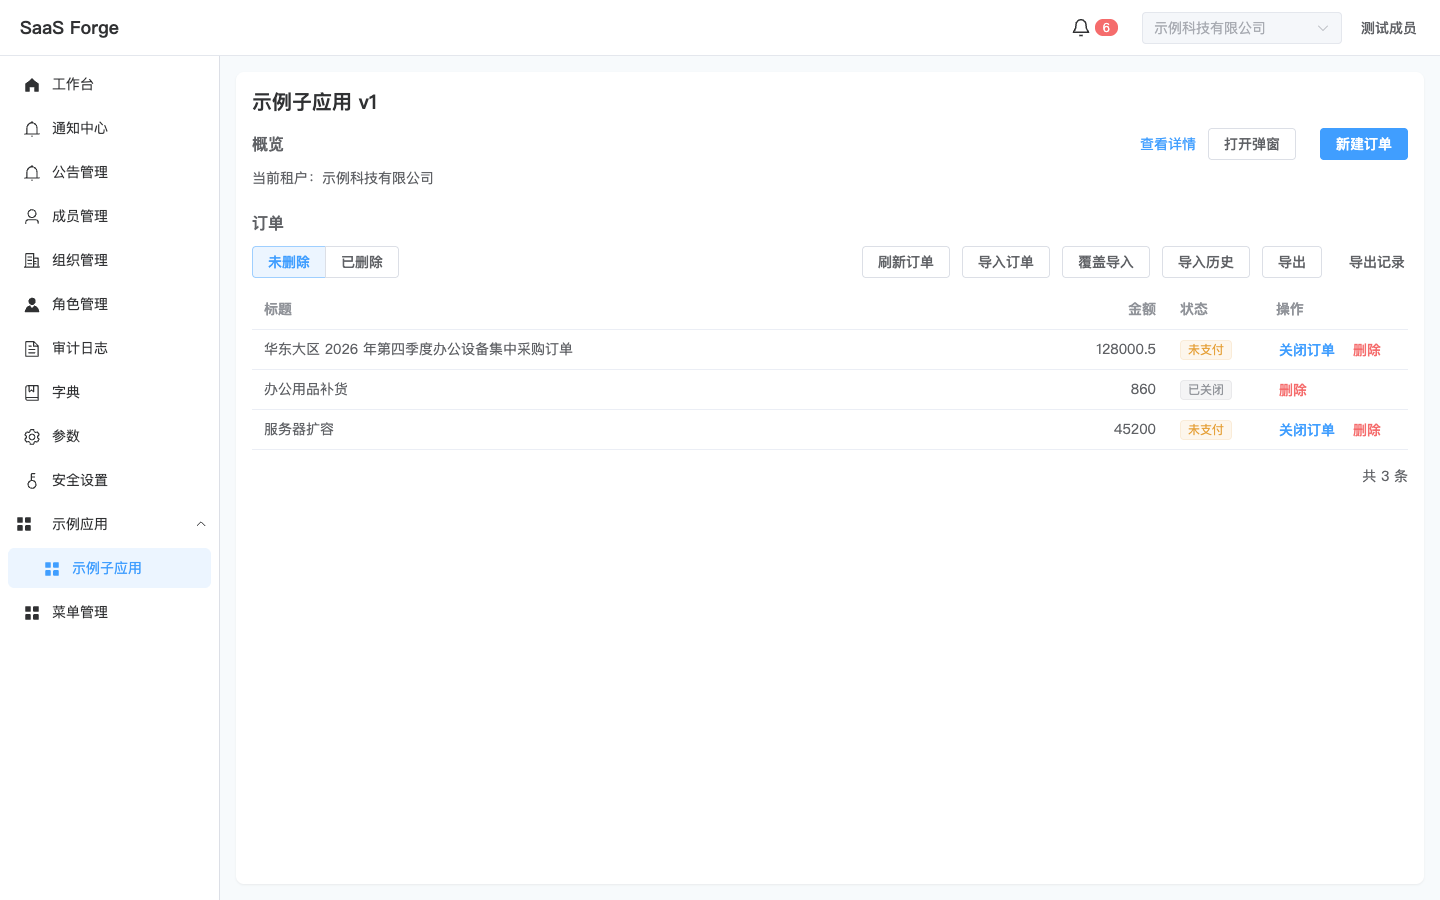 SaaS Forge
6
示例科技有限公司
测试成员
工作台
通知中心
公告管理
成员管理
组织管理
角色管理
审计日志
字典
参数
安全设置
示例应用
示例子应用
菜单管理
示例子应用 v1
概览
查看详情 打开弹窗 新建订单
当前租户：示例科技有限公司
订单
未删除 已删除 刷新订单 导入订单 覆盖导入 导入历史 导出 导出记录
标题 金额 状态 操作
华东大区 2026 年第四季度办公设备集中采购订单 128000.5 未支付 关闭订单 删除
办公用品补货 860 已关闭 删除
服务器扩容 45200 未支付 关闭订单 删除
共 3 条